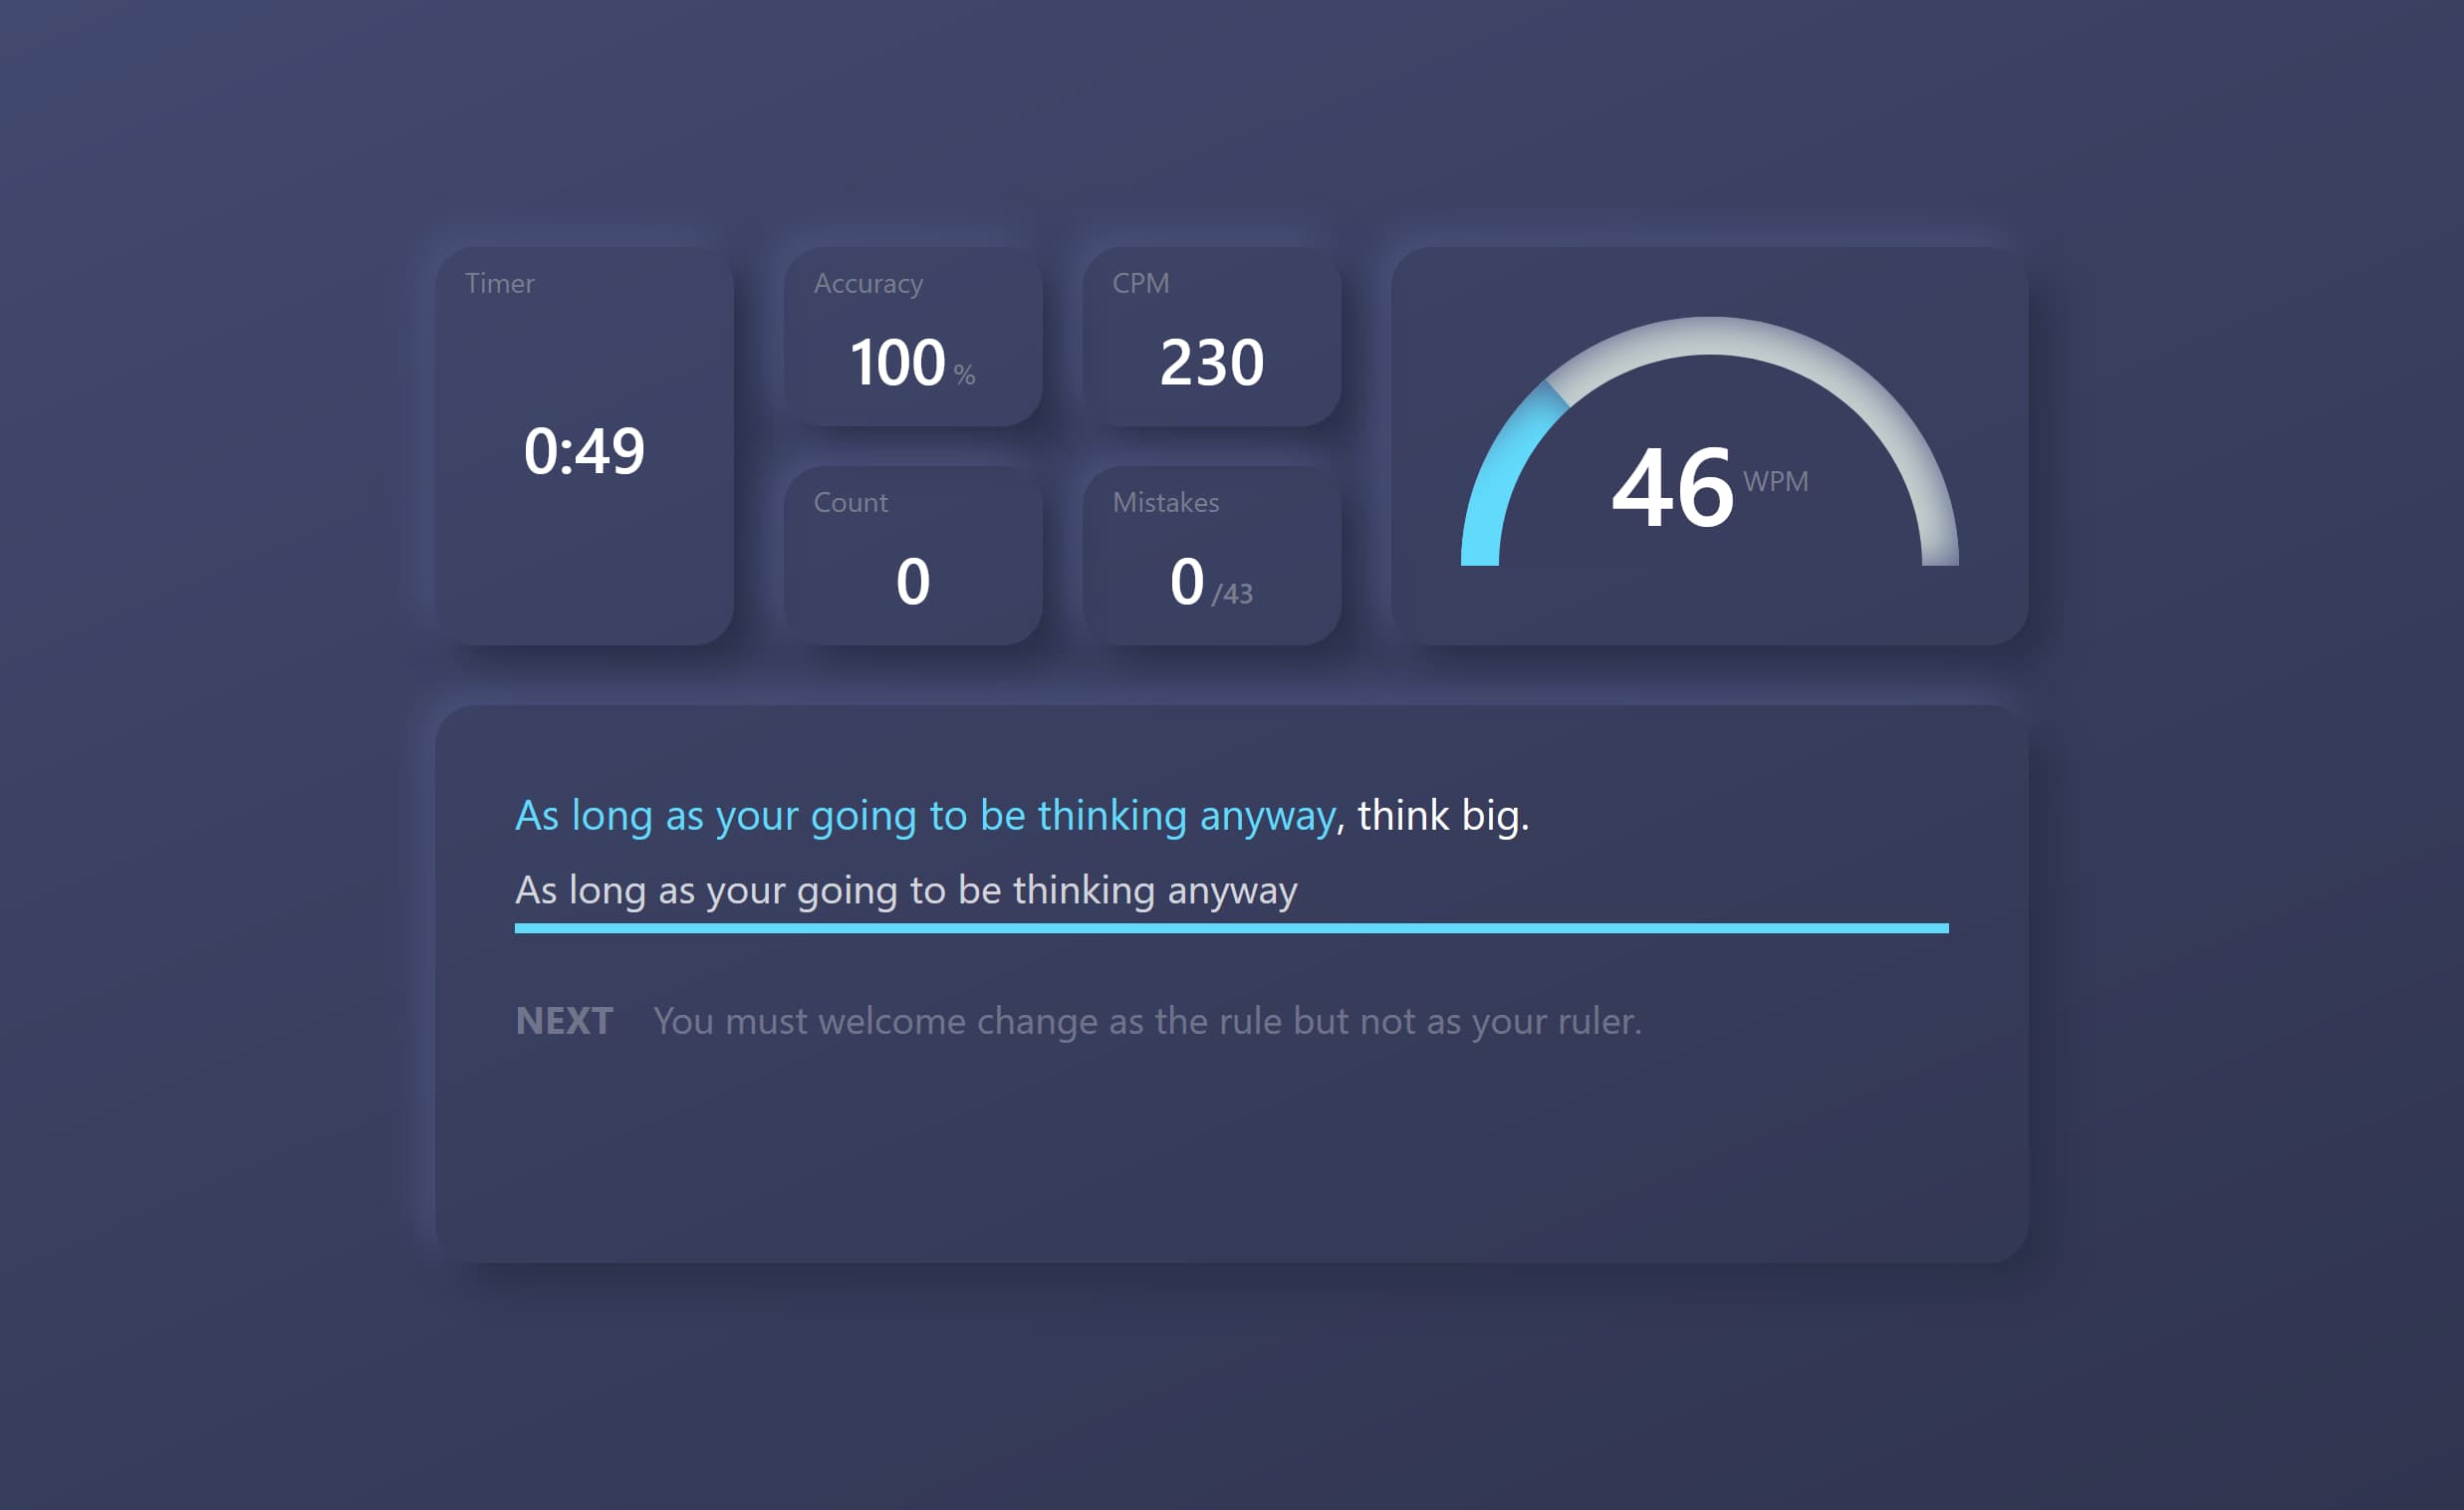 Timer
0:49
Accuracy
100 %
CPM
230
Count
0
Mistakes
0 /43
46 WPM
As long as your going to be thinking anyway, think big.
As long as your going to be thinking anyway
NEXT You must welcome change as the rule but not as your ruler.